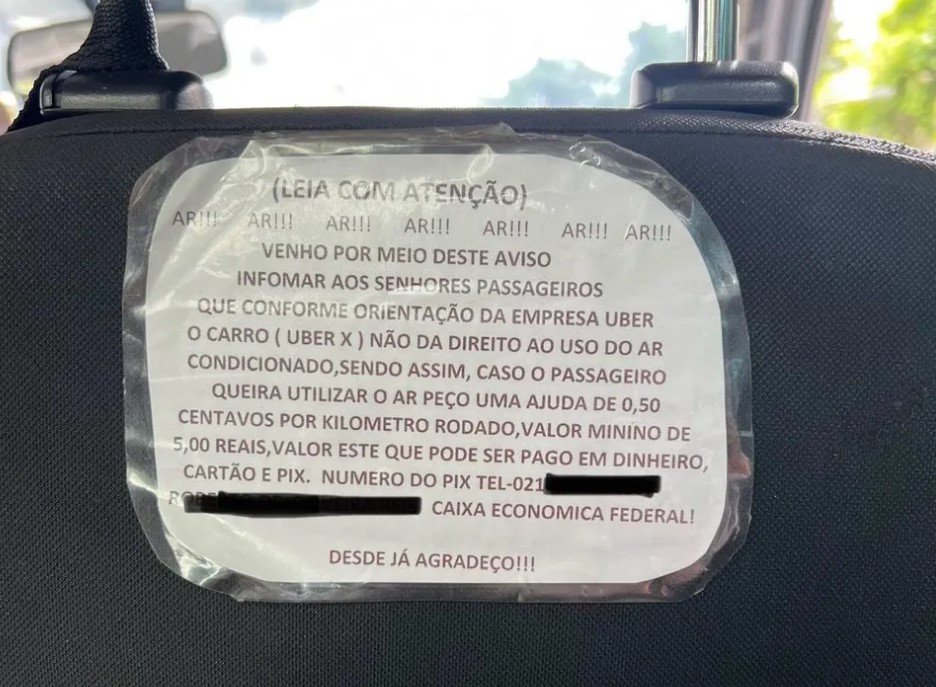 (LEIA COM ATENÇÃO)
AR!!! AR!!! AR!!! AR!!! AR!!! AR!!! AR!!!
VENHO POR MEIO DESTE AVISO
INFOMAR AOS SENHORES PASSAGEIROS
QUE CONFORME ORIENTAÇÃO DA EMPRESA UBER
O CARRO ( UBER X ) NÃO DA DIREITO AO USO DO AR
CONDICIONADO,SENDO ASSIM, CASO O PASSAGEIRO
QUEIRA UTILIZAR O AR PEÇO UMA AJUDA DE 0,50
CENTAVOS POR KILOMETRO RODADO,VALOR MININO DE
5,00 REAIS,VALOR ESTE QUE PODE SER PAGO EM DINHEIRO,
CARTÃO E PIX. NUMERO DO PIX TEL-021
CAIXA ECONOMICA FEDERAL!
DESDE JÁ AGRADEÇO!!!